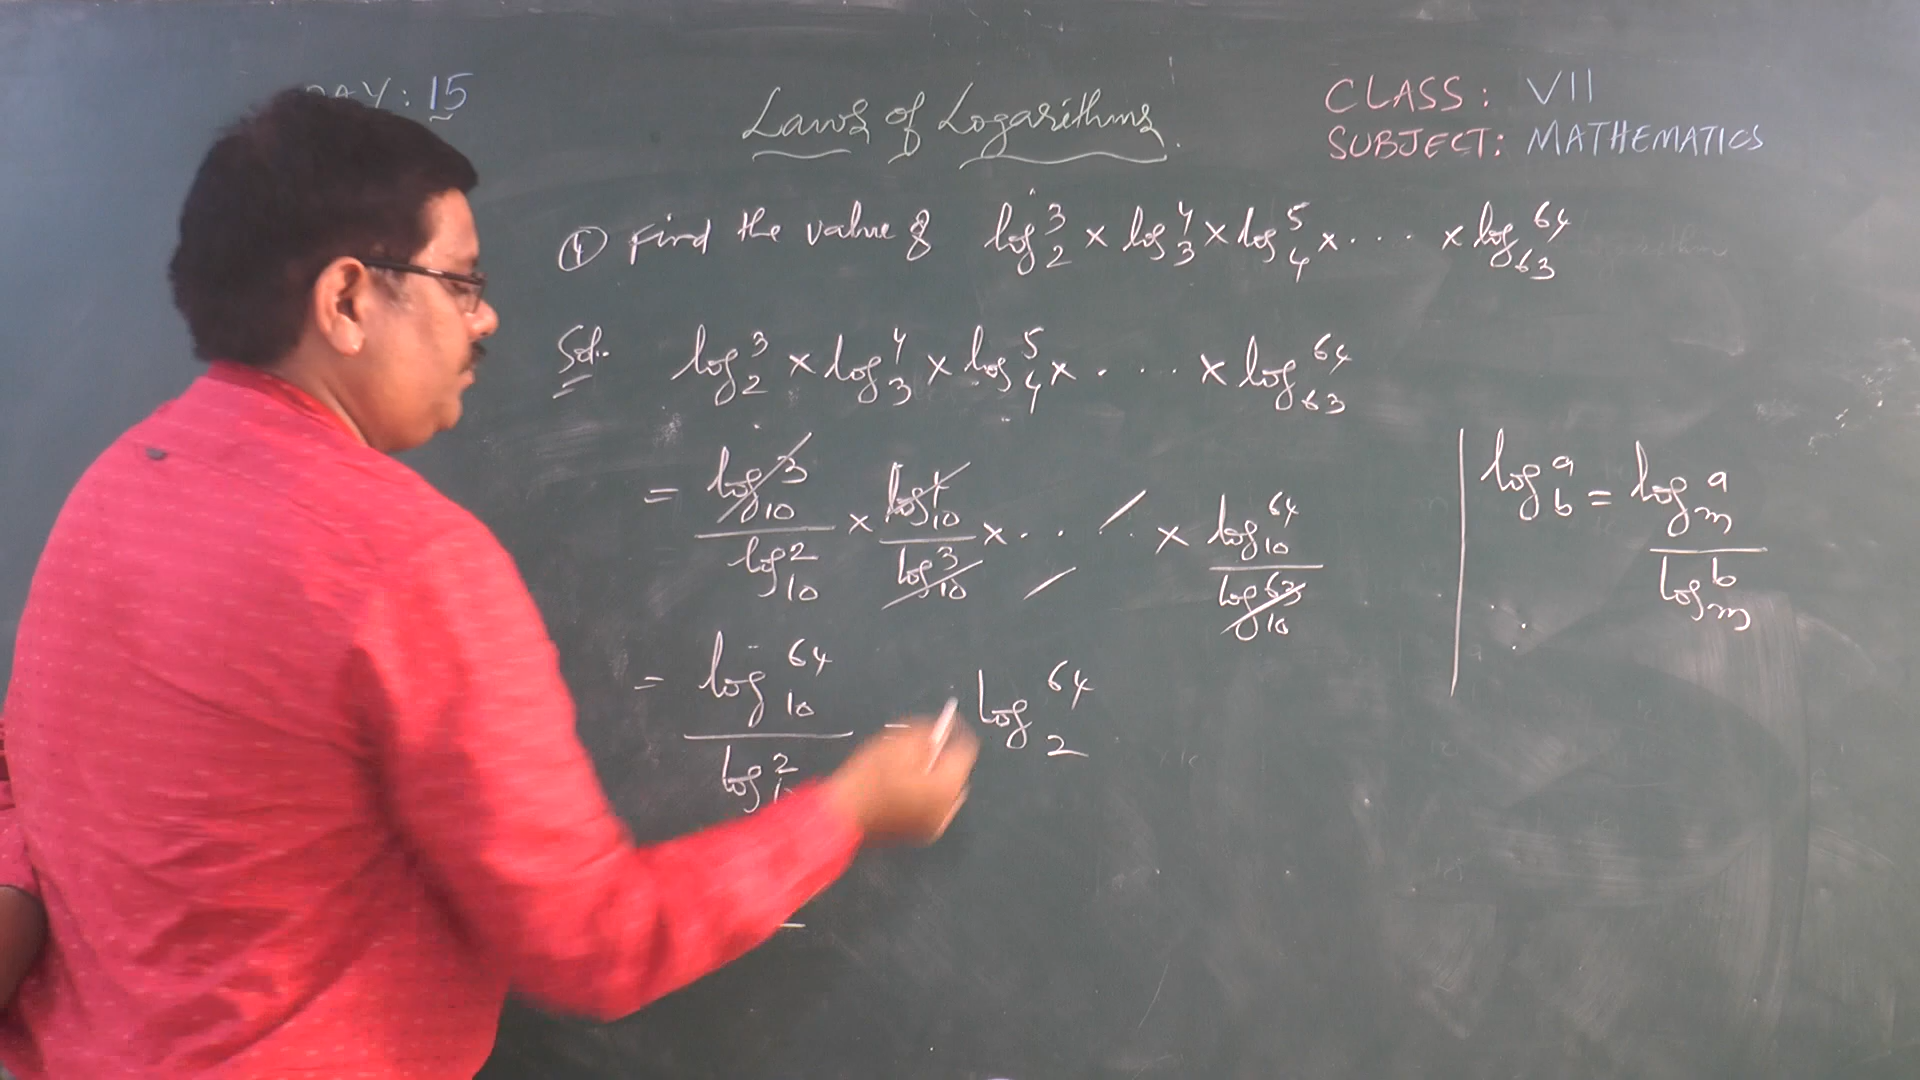 DAY: 15
Laws of Logarithms.
CLASS: VII
SUBJECT: MATHEMATICS
④ Find the value of log₂³ × log₃⁴ × log₄⁵ × .... × log₆₃⁶⁴
Sol. log₂³ × log₃⁴ × log₄⁵ × .... × log₆₃⁶⁴
= log₁₀³ / log₁₀² × log₁₀⁴ / log₁₀³ × ... × log₁₀⁶⁴ / log₁₀⁶³
= log₁₀⁶⁴ / log₁₀² = log₂⁶⁴
=
log_b^a = log_m^a / log_m^b